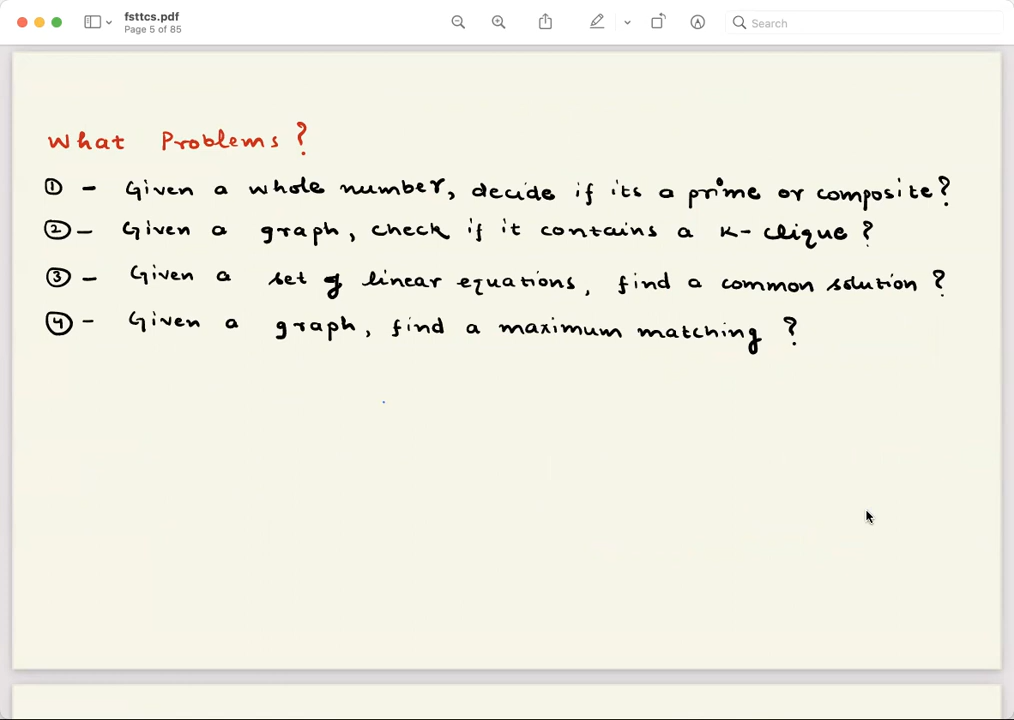 fsttcs.pdf
Page 5 of 85
Search
What Problems?
① - Given a whole number, decide if its a prime or composite?
② - Given a graph, check if it contains a K-clique?
③ - Given a set of linear equations, find a common solution?
④ - Given a graph, find a maximum matching?